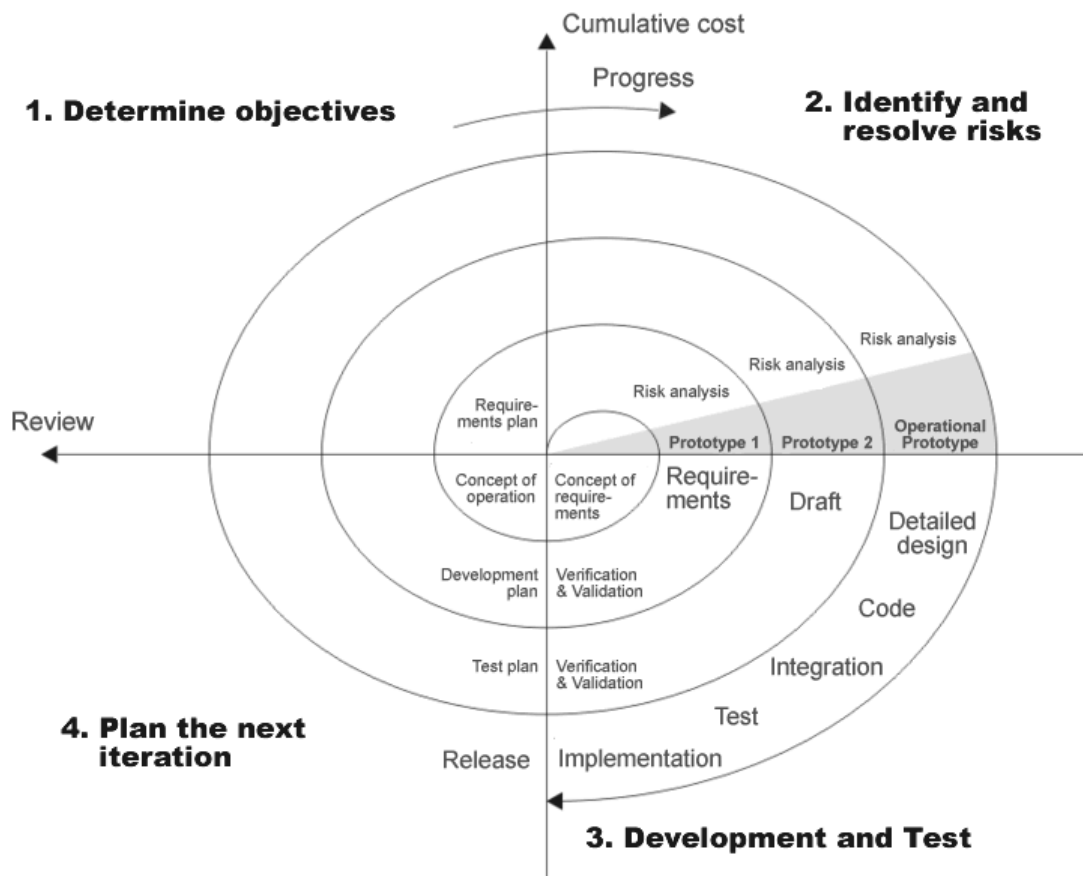 Cumulative cost
Progress
1. Determine objectives
2. Identify and
resolve risks
Risk analysis
Risk analysis
Risk analysis
Require-
ments plan
Review
Prototype 1
Prototype 2
Operational
Prototype
Concept of
operation
Concept of
require-
ments
Require-
ments
Draft
Detailed
design
Development
plan
Verification
& Validation
Code
Test plan
Verification
& Validation
Integration
Test
4. Plan the next
iteration
Release
Implementation
3. Development and Test